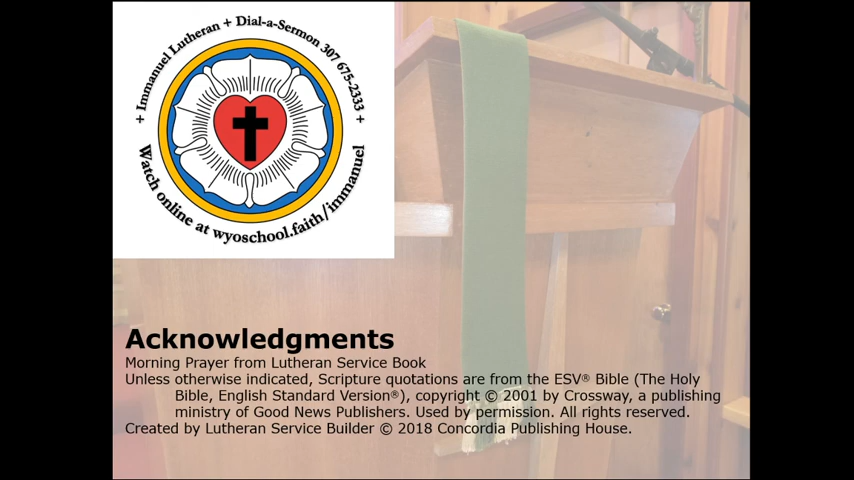 + Immanuel Lutheran + Dial-a-Sermon 307 675-2333 +
Watch online at wyoschool.faith/immanuel
Acknowledgments
Morning Prayer from Lutheran Service Book
Unless otherwise indicated, Scripture quotations are from the ESV® Bible (The Holy
Bible, English Standard Version®), copyright © 2001 by Crossway, a publishing
ministry of Good News Publishers. Used by permission. All rights reserved.
Created by Lutheran Service Builder © 2018 Concordia Publishing House.